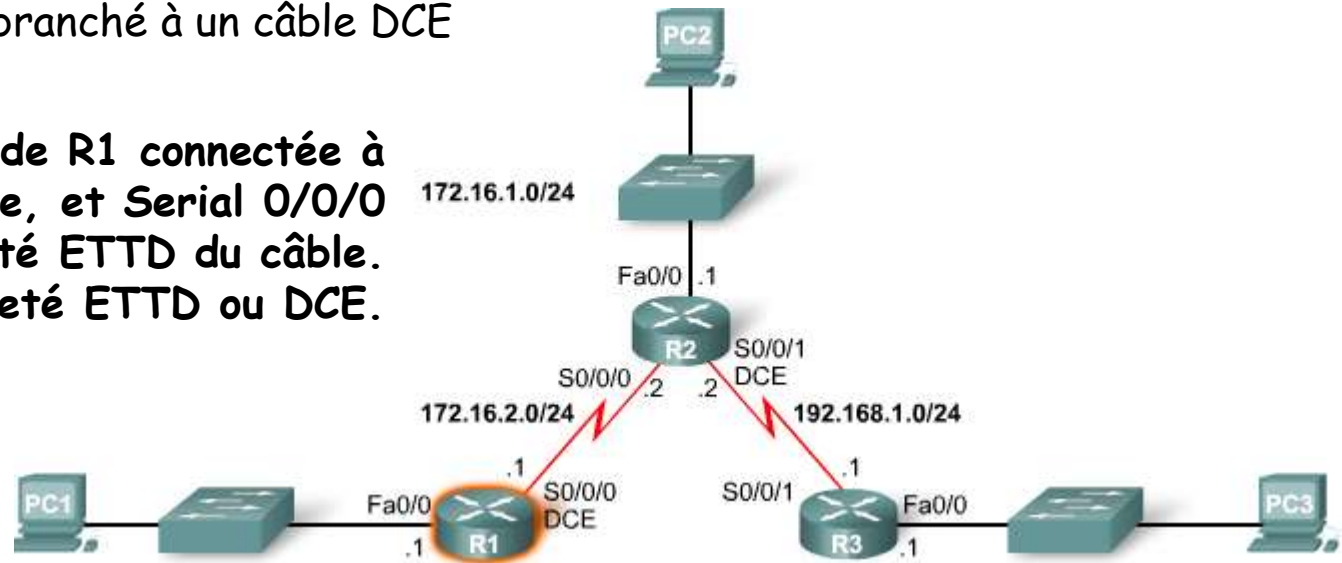 branché à un câble DCE
de R1 connectée à
e, et Serial 0/0/0
té ETTD du câble.
eté ETTD ou DCE.
PC2
172.16.1.0/24
Fa0/0 .1
R2
S0/0/1
DCE
S0/0/0 .2 .2
172.16.2.0/24
192.168.1.0/24
.1
S0/0/0
DCE
.1
S0/0/1
PC1
Fa0/0
.1
R1
R3
Fa0/0
.1
PC3